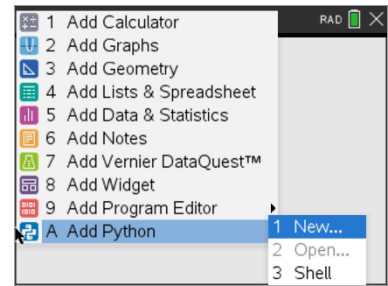 RAD
1 Add Calculator
2 Add Graphs
3 Add Geometry
4 Add Lists & Spreadsheet
5 Add Data & Statistics
6 Add Notes
7 Add Vernier DataQuest™
8 Add Widget
9 Add Program Editor
A Add Python
1 New...
2 Open...
3 Shell